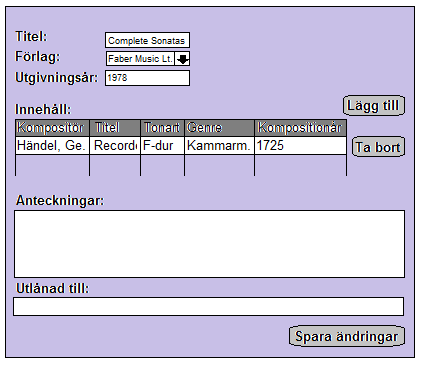 Titel: Complete Sonatas
Förlag: Faber Music Lt.
Utgivningsår: 1978
Lägg till
Innehåll:
Kompositör Titel Tonart Genre Kompositionår
Händel, Ge. Recorde F-dur Kammarm. 1725
Ta bort
Anteckningar:
Utlånad till:
Spara ändringar